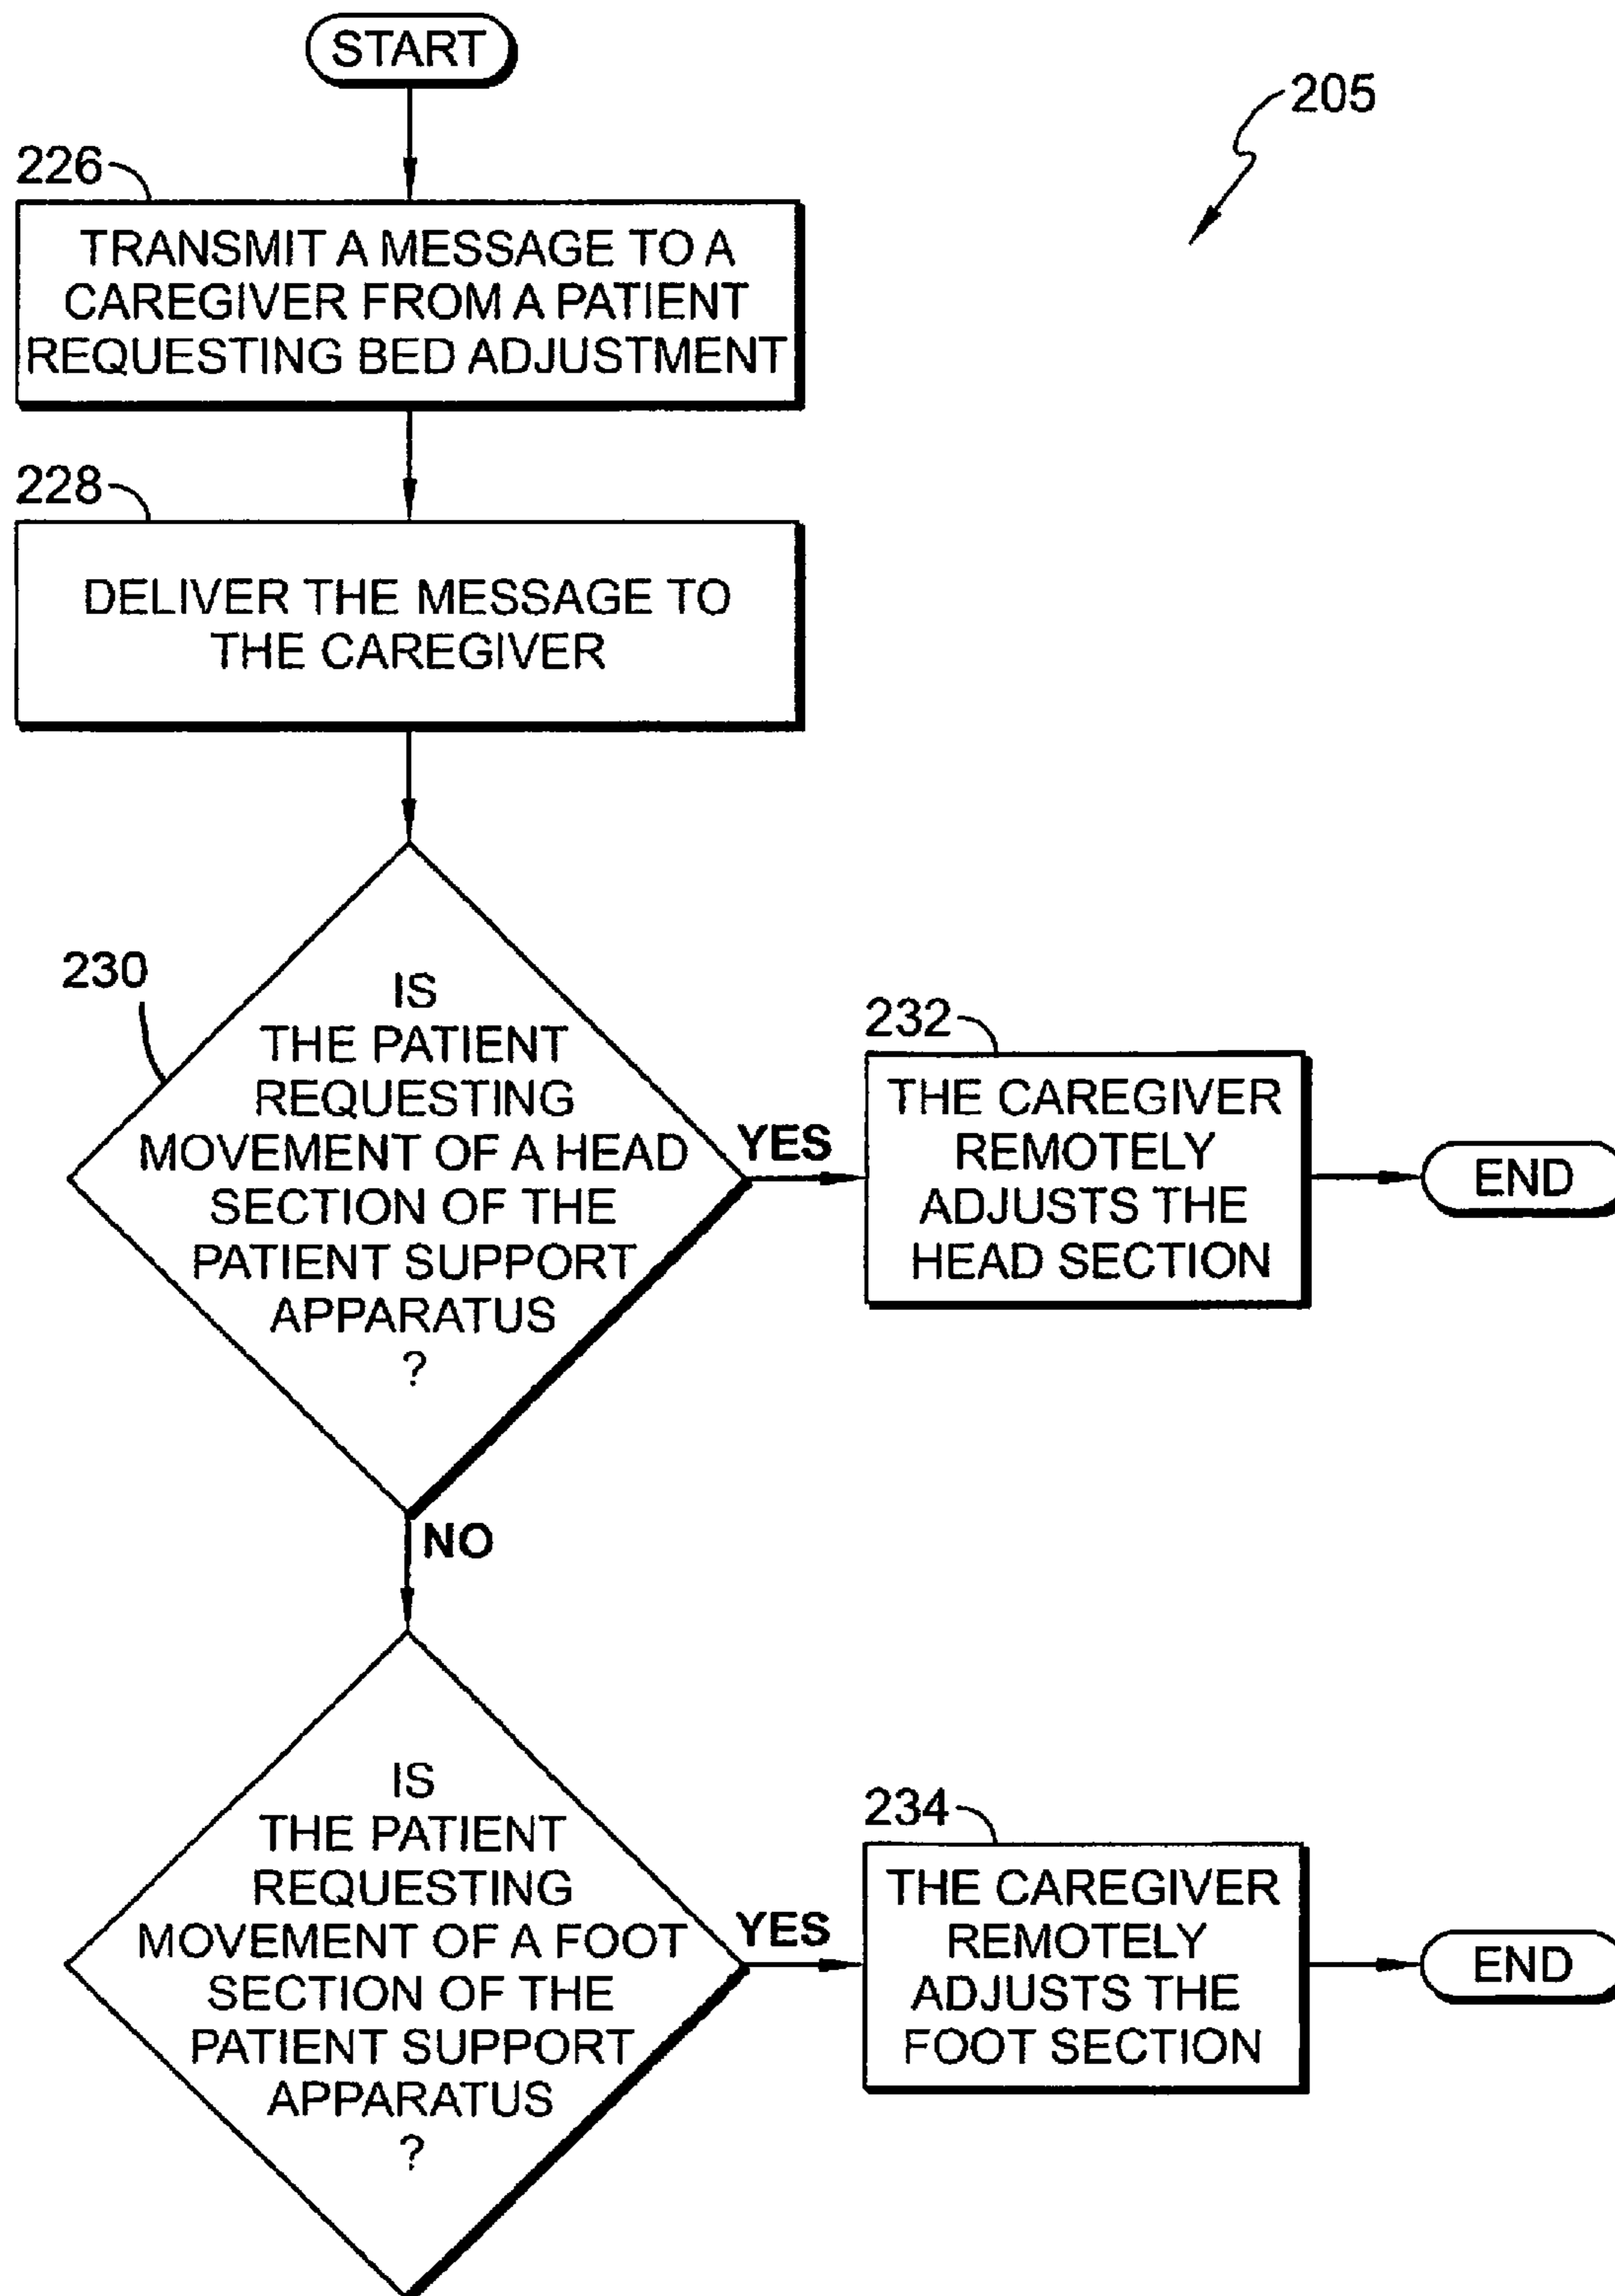 START
205
226
TRANSMIT A MESSAGE TO A
CAREGIVER FROM A PATIENT
REQUESTING BED ADJUSTMENT
228
DELIVER THE MESSAGE TO
THE CAREGIVER
230
IS
THE PATIENT
REQUESTING
MOVEMENT OF A HEAD
SECTION OF THE
PATIENT SUPPORT
APPARATUS
?
YES
232
THE CAREGIVER
REMOTELY
ADJUSTS THE
HEAD SECTION
END
NO
IS
THE PATIENT
REQUESTING
MOVEMENT OF A FOOT
SECTION OF THE
PATIENT SUPPORT
APPARATUS
?
YES
234
THE CAREGIVER
REMOTELY
ADJUSTS THE
FOOT SECTION
END